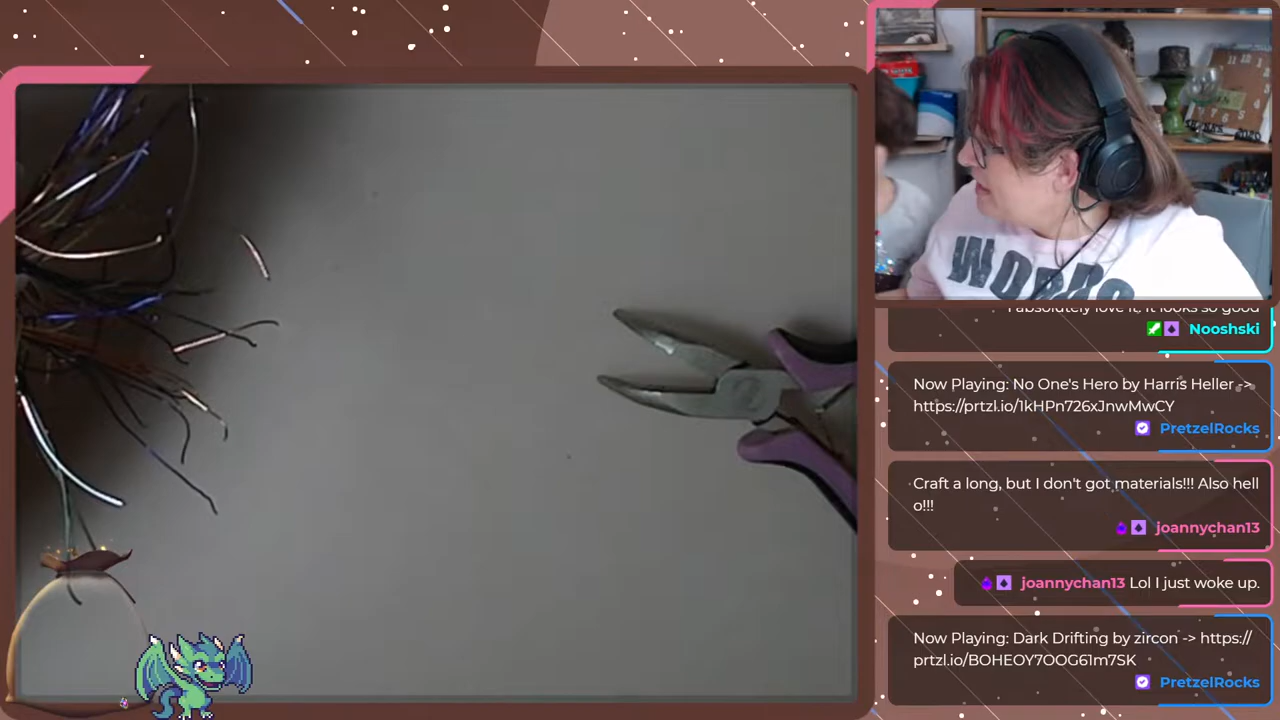 WORDS
I absolutely love it, it looks so good
Nooshski
Now Playing: No One's Hero by Harris Heller ->
https://prtzl.io/1kHPn726xJnwMwCY
PretzelRocks
Craft a long, but I don't got materials!!! Also hell
o!!!
joannychan13
joannychan13 Lol I just woke up.
Now Playing: Dark Drifting by zircon -> https://
prtzl.io/BOHEOY7OOG61m7SK
PretzelRocks